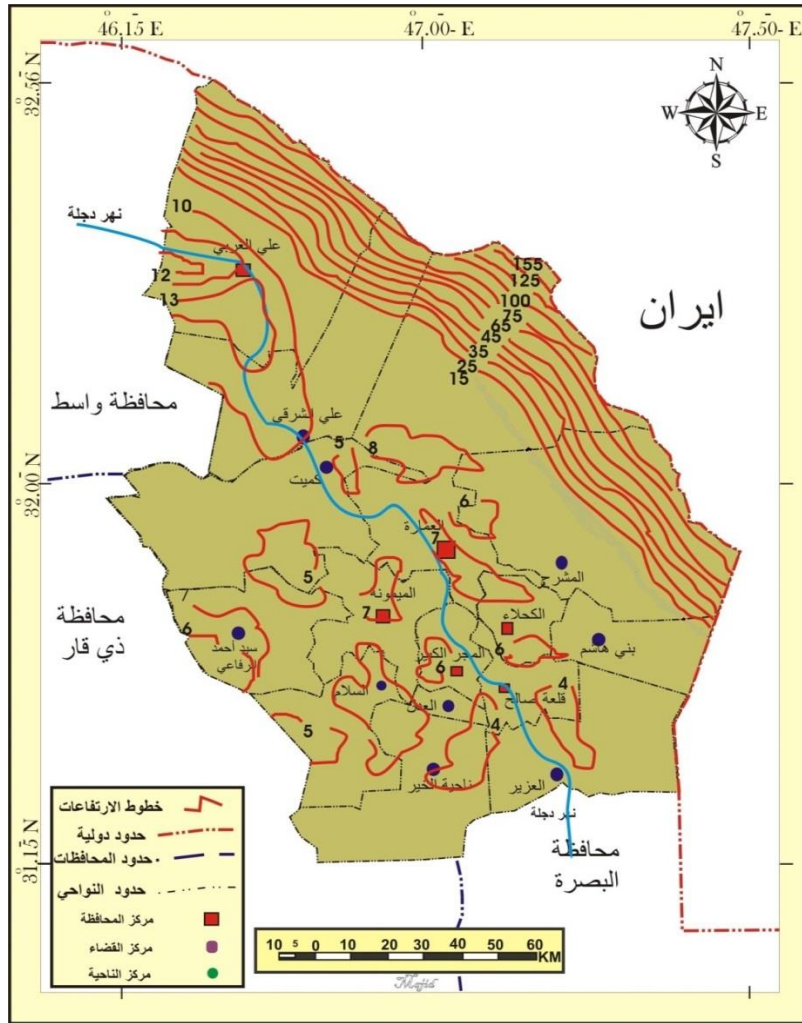 46.15 E
47.00- E
47.50- E
32.56 N
32.00 N
31.15 N
N
W
E
S
نهر دجلة
10
علي الغربي
12
13
155
125
100
75
65
45
35
25
15
ايران
محافظة واسط
علي الشرقي
5
8
كميت
6
العمارة
7
المشرح
5
الميمونه
7
الكحلاء
محافظة
ذي قار
6
سيد احمد
الرفاعي
المجر الكبير
6
6
بني هاشم
السلام
قلعة صالح
4
العدل
4
5
ناحية الخير
العزير
نهر دجلة
محافظة
البصرة
خطوط الارتفاعات
حدود دولية
حدود المحافظات
حدود النواحي
مركز المحافظة
مركز القضاء
مركز الناحية
10 5 0 10 20 30 40 50 60
KM
Majid